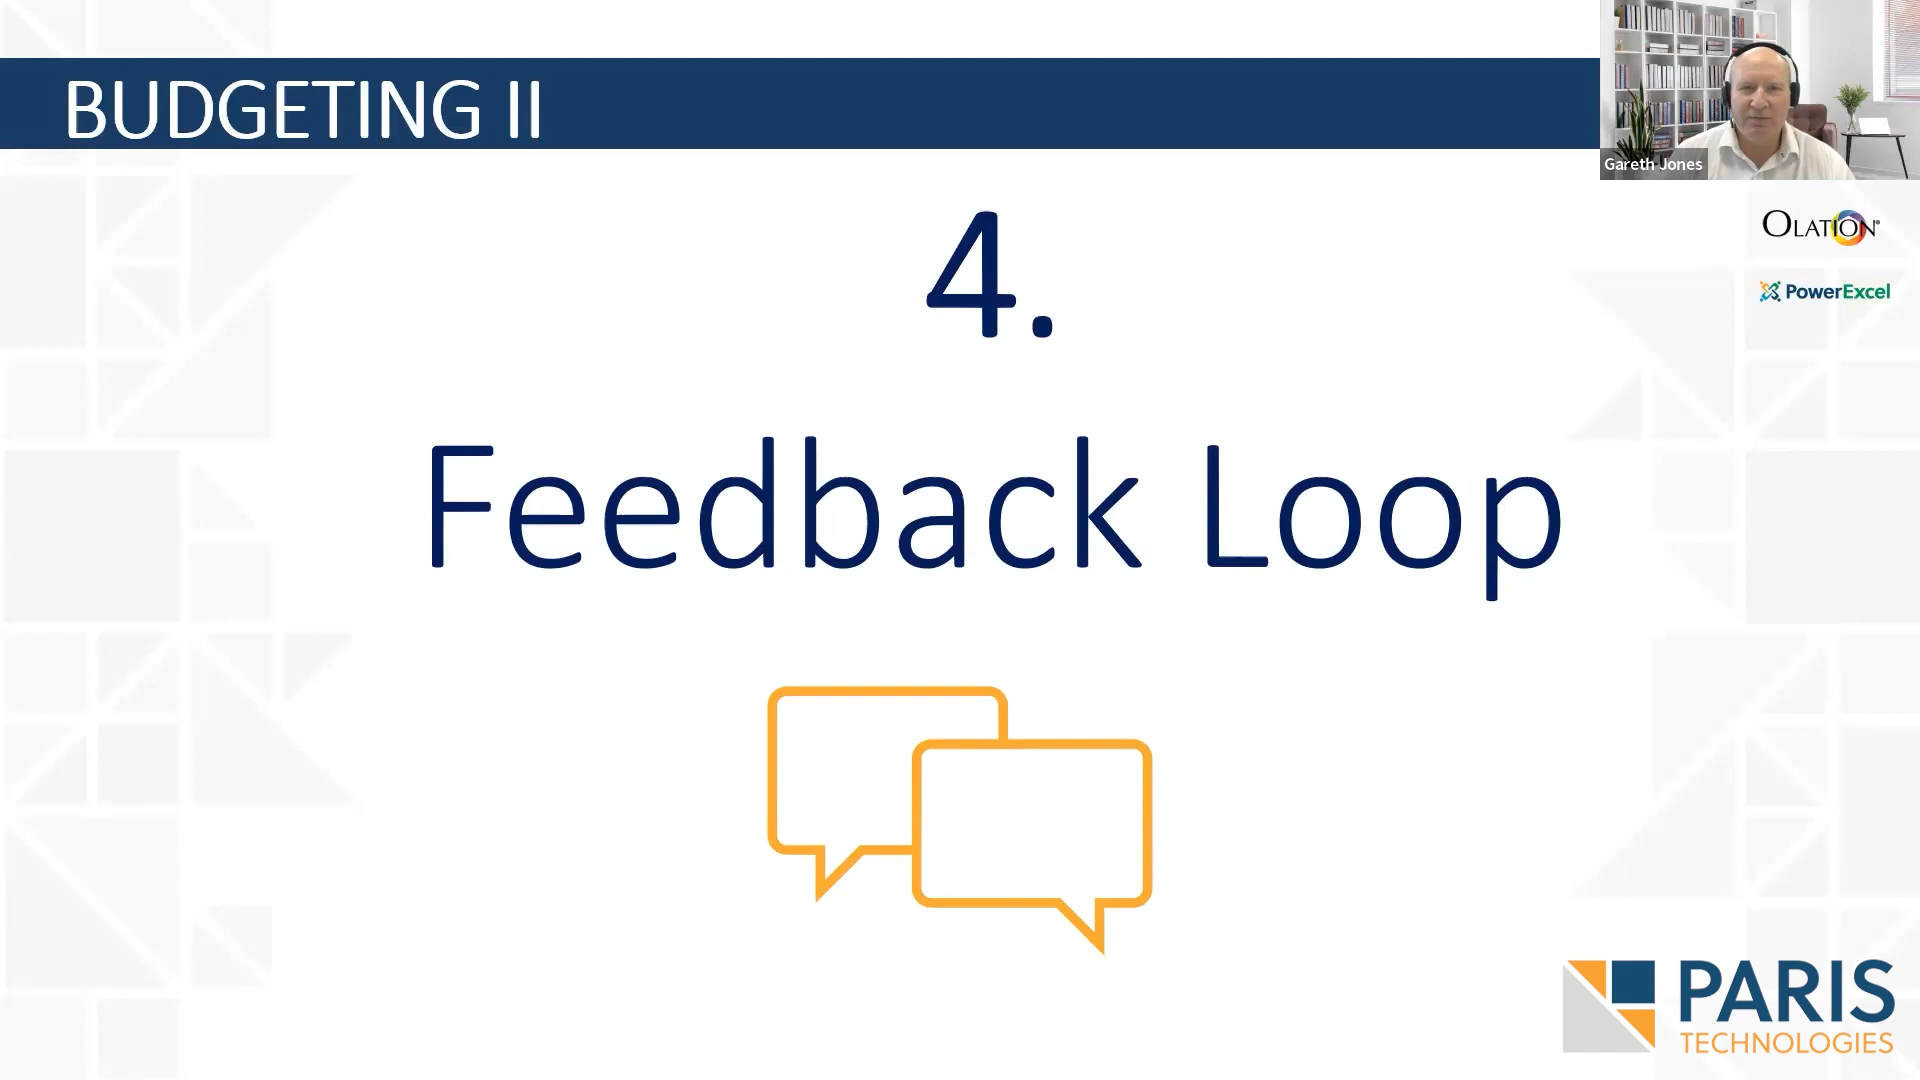 BUDGETING II
Gareth Jones
OLATION®
PowerExcel
4.
Feedback Loop
PARIS
TECHNOLOGIES